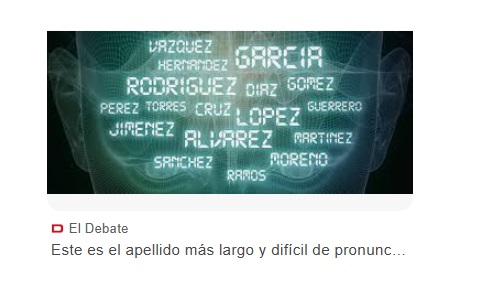 VAZQUEZ
HERNANDEZ GARCIA
RODRIGUEZ DIAZ GOMEZ
PEREZ TORRES CRUZ LOPEZ GUERRERO
JIMENEZ ALVAREZ MARTINEZ
SANCHEZ MORENO
RAMOS
El Debate
Este es el apellido más largo y difícil de pronunc...